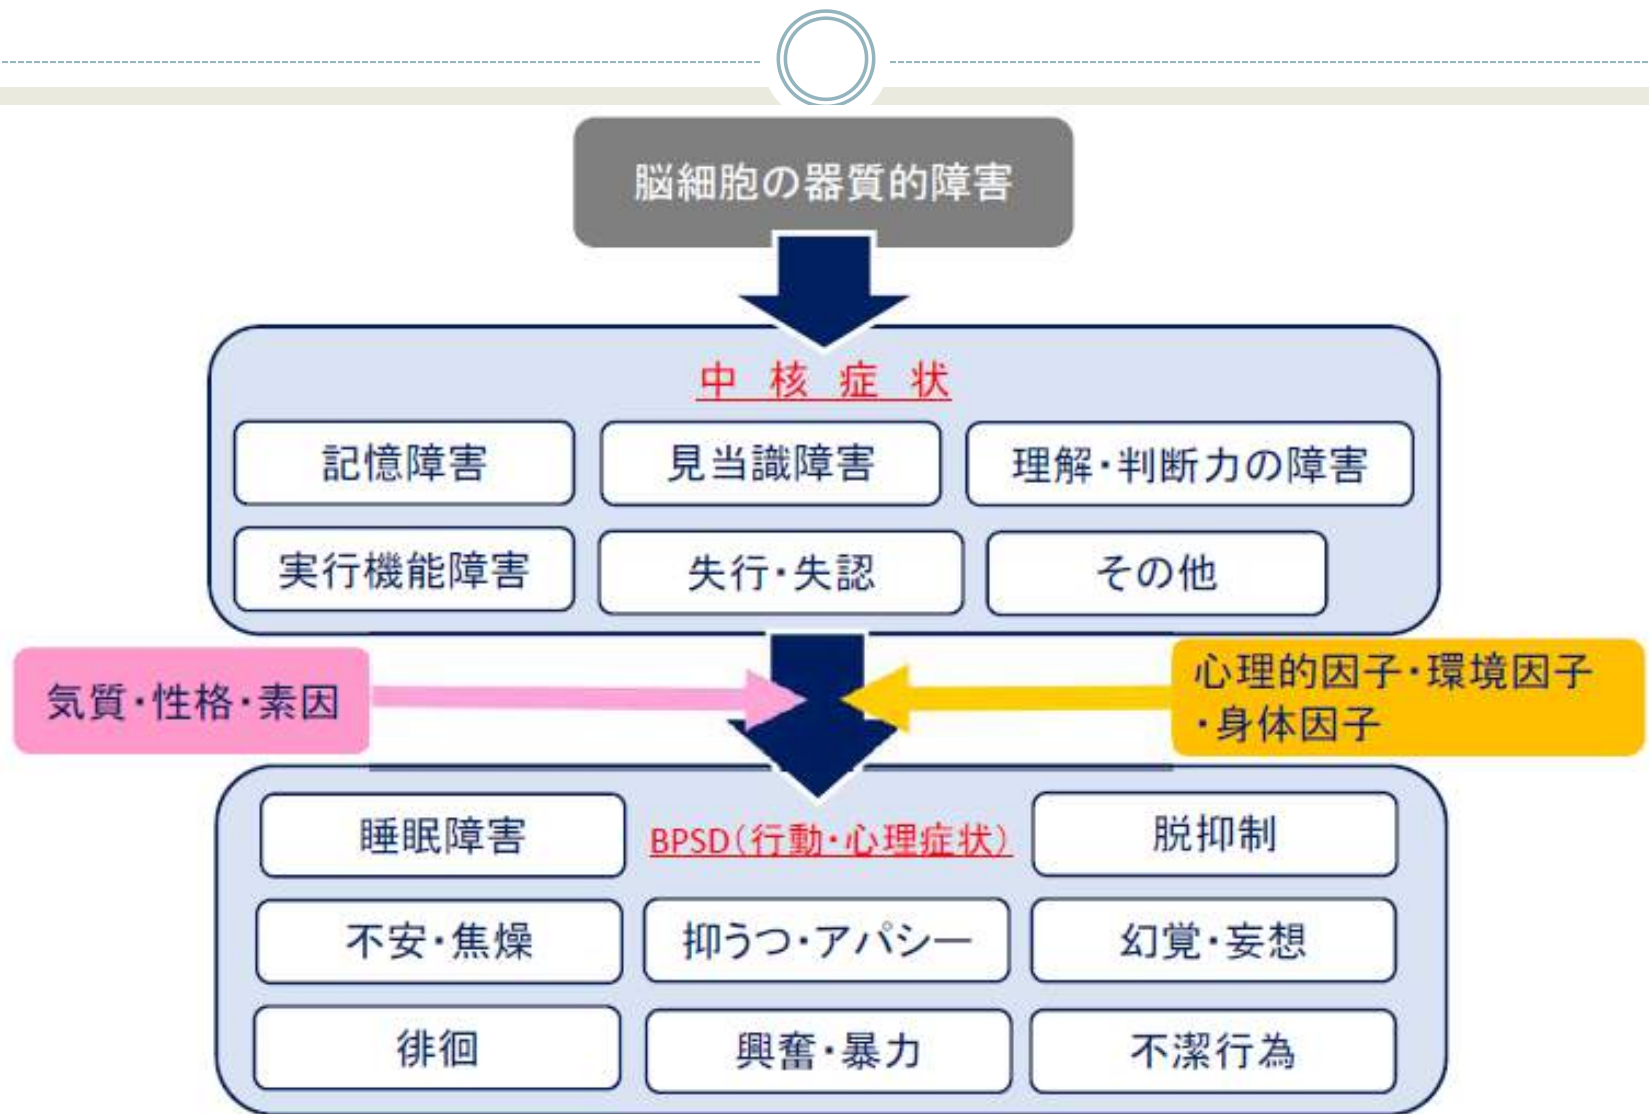 脳細胞の器質的障害
中 核 症 状
記憶障害
見当識障害
理解・判断力の障害
実行機能障害
失行・失認
その他
気質・性格・素因
心理的因子・環境因子
・身体因子
睡眠障害
BPSD(行動・心理症状)
脱抑制
不安・焦燥
抑うつ・アパシー
幻覚・妄想
徘徊
興奮・暴力
不潔行為